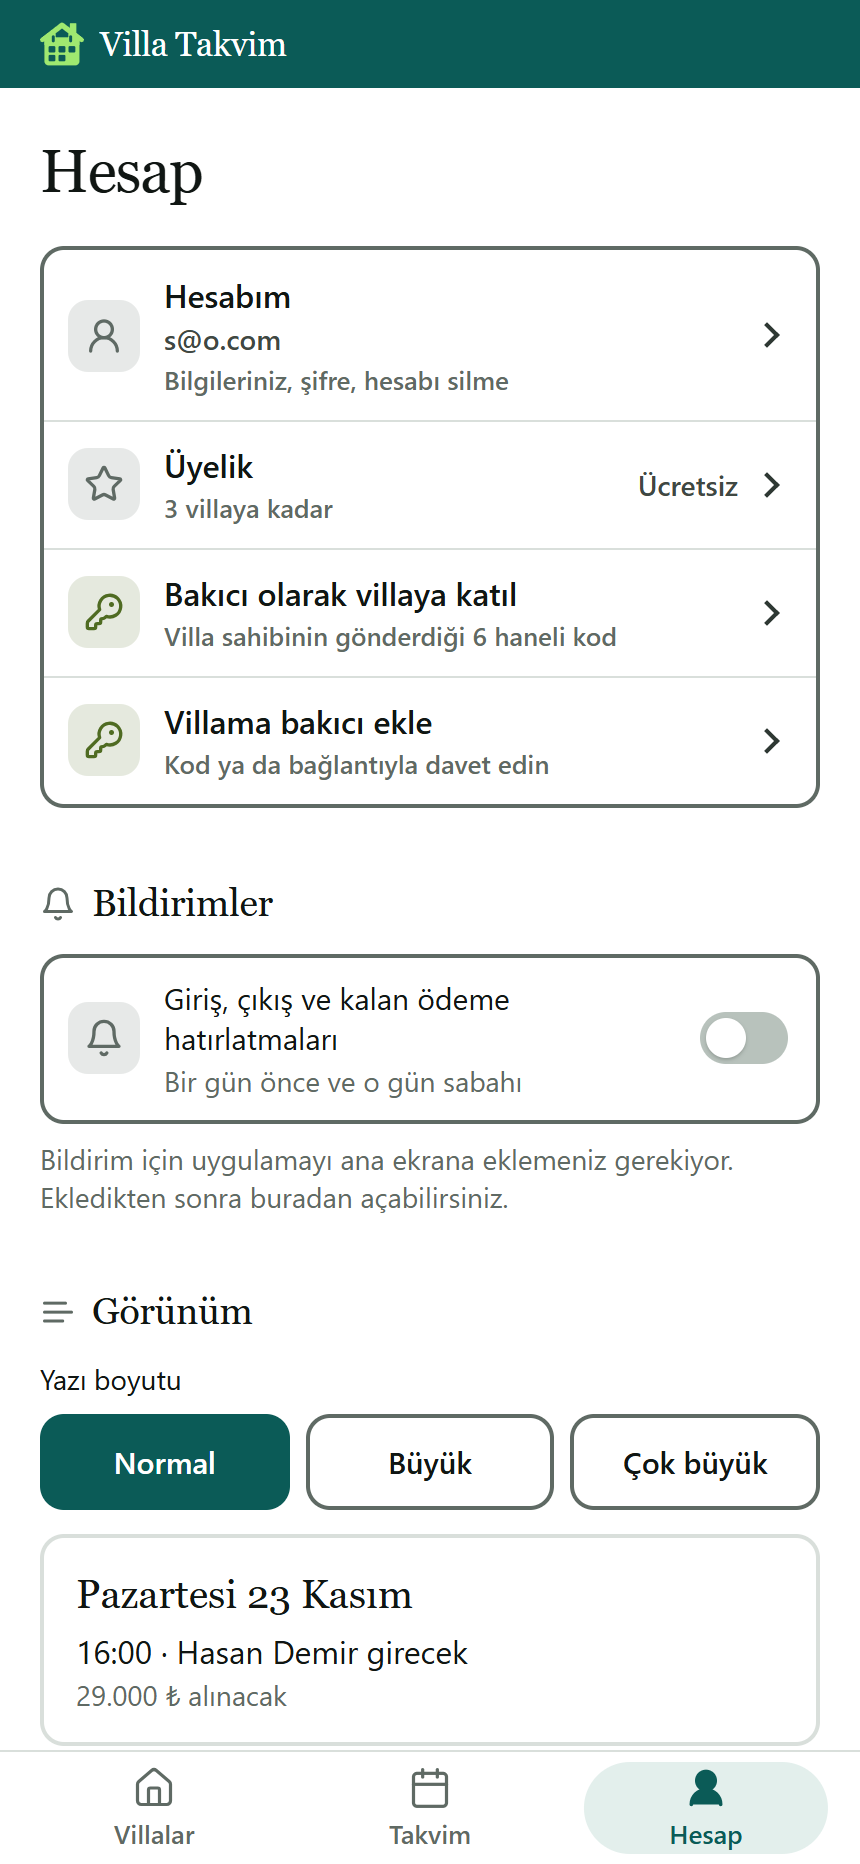 Villa Takvim
Hesap
Hesabım
s@o.com
Bilgileriniz, şifre, hesabı silme
Üyelik
3 villaya kadar
Ücretsiz
Bakıcı olarak villaya katıl
Villa sahibinin gönderdiği 6 haneli kod
Villama bakıcı ekle
Kod ya da bağlantıyla davet edin
Bildirimler
Giriş, çıkış ve kalan ödeme
hatırlatmaları
Bir gün önce ve o gün sabahı
Bildirim için uygulamayı ana ekrana eklemeniz gerekiyor.
Ekledikten sonra buradan açabilirsiniz.
Görünüm
Yazı boyutu
Normal
Büyük
Çok büyük
Pazartesi 23 Kasım
16:00 · Hasan Demir girecek
29.000 ₺ alınacak
Villalar
Takvim
Hesap